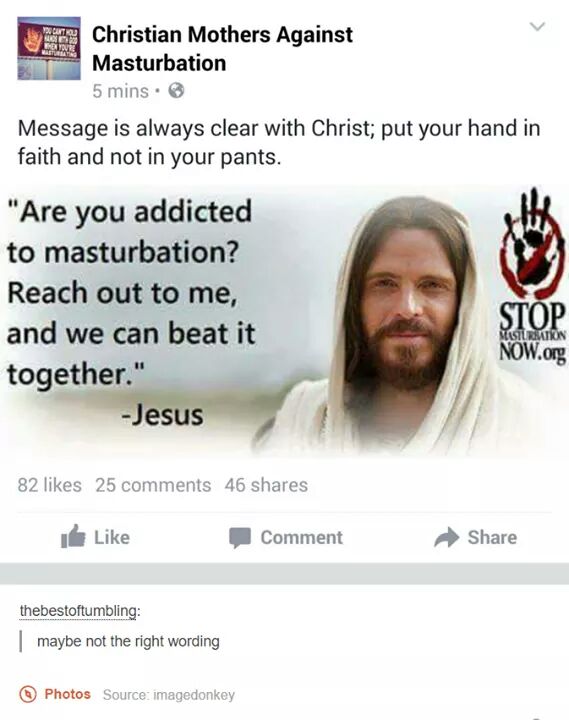 YOU CAN'T HOLD
HANDS WITH GOD
WHEN YOU'RE
MASTURBATING
Christian Mothers Against
Masturbation
5 mins •
Message is always clear with Christ; put your hand in
faith and not in your pants.
"Are you addicted
to masturbation?
Reach out to me,
and we can beat it
together."
-Jesus
STOP
MASTURBATION
NOW.org
82 likes 25 comments 46 shares
Like Comment Share
thebestoftumbling:
maybe not the right wording
Photos Source: imagedonkey